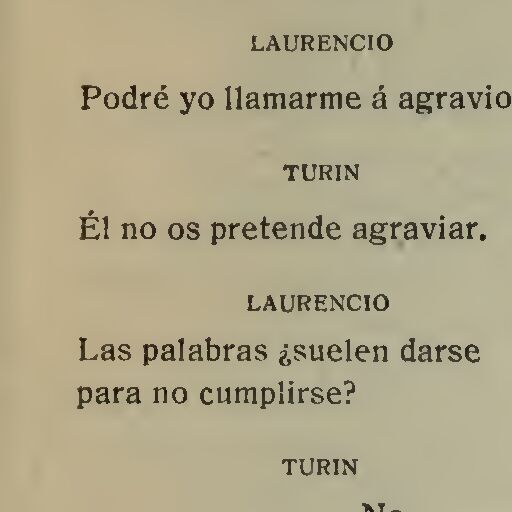 LAURENCIO
Podré yo llamarme á agravio
TURIN
Él no os pretende agraviar.
LAURENCIO
Las palabras ¿suelen darse
para no cumplirse?
TURIN
No